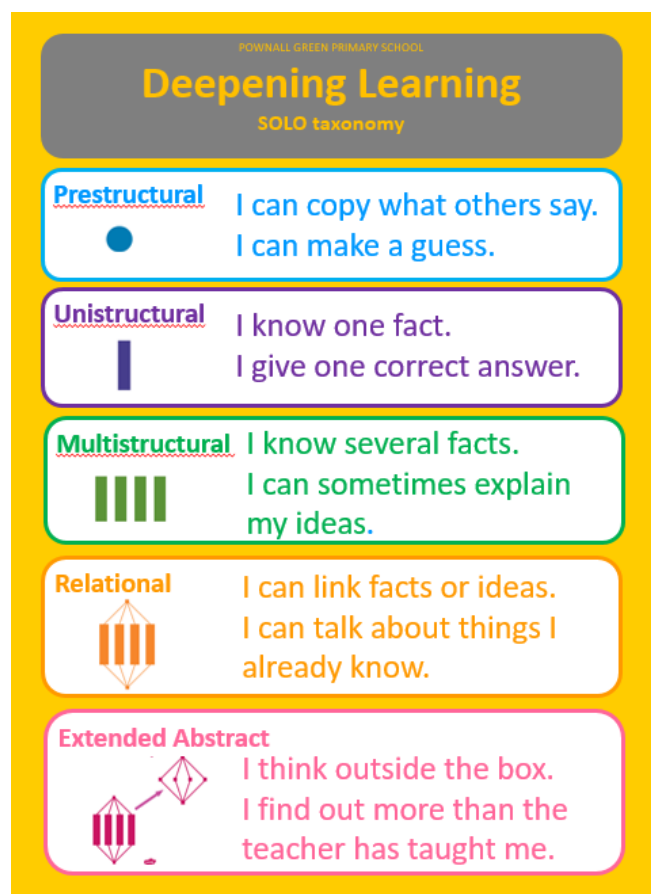 POWNALL GREEN PRIMARY SCHOOL
Deepening Learning
SOLO taxonomy
Prestructural
I can copy what others say.
I can make a guess.
Unistructural
I know one fact.
I give one correct answer.
Multistructural
I know several facts.
I can sometimes explain
my ideas.
Relational
I can link facts or ideas.
I can talk about things I
already know.
Extended Abstract
I think outside the box.
I find out more than the
teacher has taught me.